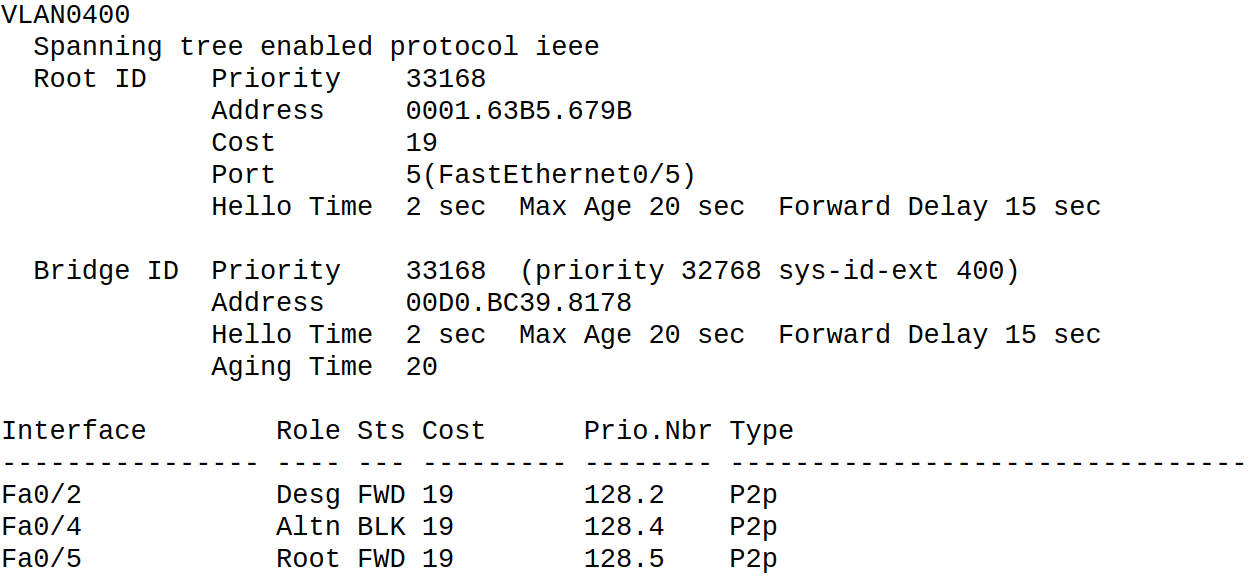 VLAN0400
  Spanning tree enabled protocol ieee
  Root ID    Priority    33168
             Address     0001.63B5.679B
             Cost        19
             Port        5(FastEthernet0/5)
             Hello Time  2 sec  Max Age 20 sec  Forward Delay 15 sec

  Bridge ID  Priority    33168  (priority 32768 sys-id-ext 400)
             Address     00D0.BC39.8178
             Hello Time  2 sec  Max Age 20 sec  Forward Delay 15 sec
             Aging Time  20

Interface        Role Sts Cost      Prio.Nbr Type
---------------- ---- --- --------- -------- --------------------------------
Fa0/2            Desg FWD 19        128.2    P2p
Fa0/4            Altn BLK 19        128.4    P2p
Fa0/5            Root FWD 19        128.5    P2p